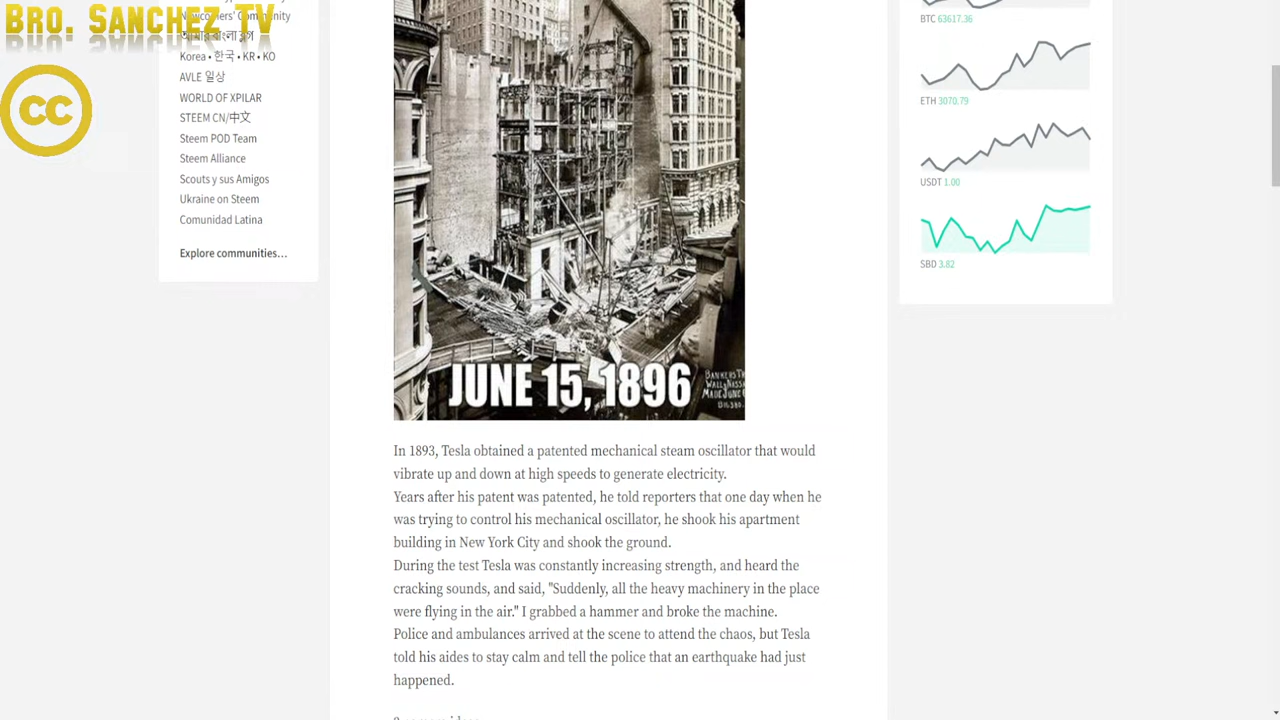 BRO. SANCHEZ TV
CC
Newcomers' Community
আমার বাংলা ব্লগ
Korea • 한국 • KR • KO
AVLE 일상
WORLD OF XPILAR
STEEM CN/中文
Steem POD Team
Steem Alliance
Scouts y sus Amigos
Ukraine on Steem
Comunidad Latina
Explore communities...
JUNE 15, 1896
In 1893, Tesla obtained a patented mechanical steam oscillator that would
vibrate up and down at high speeds to generate electricity.
Years after his patent was patented, he told reporters that one day when he
was trying to control his mechanical oscillator, he shook his apartment
building in New York City and shook the ground.
During the test Tesla was constantly increasing strength, and heard the
cracking sounds, and said, "Suddenly, all the heavy machinery in the place
were flying in the air." I grabbed a hammer and broke the machine.
Police and ambulances arrived at the scene to attend the chaos, but Tesla
told his aides to stay calm and tell the police that an earthquake had just
happened.
BTC 63617.36
ETH 3070.79
USDT 1.00
SBD 3.82